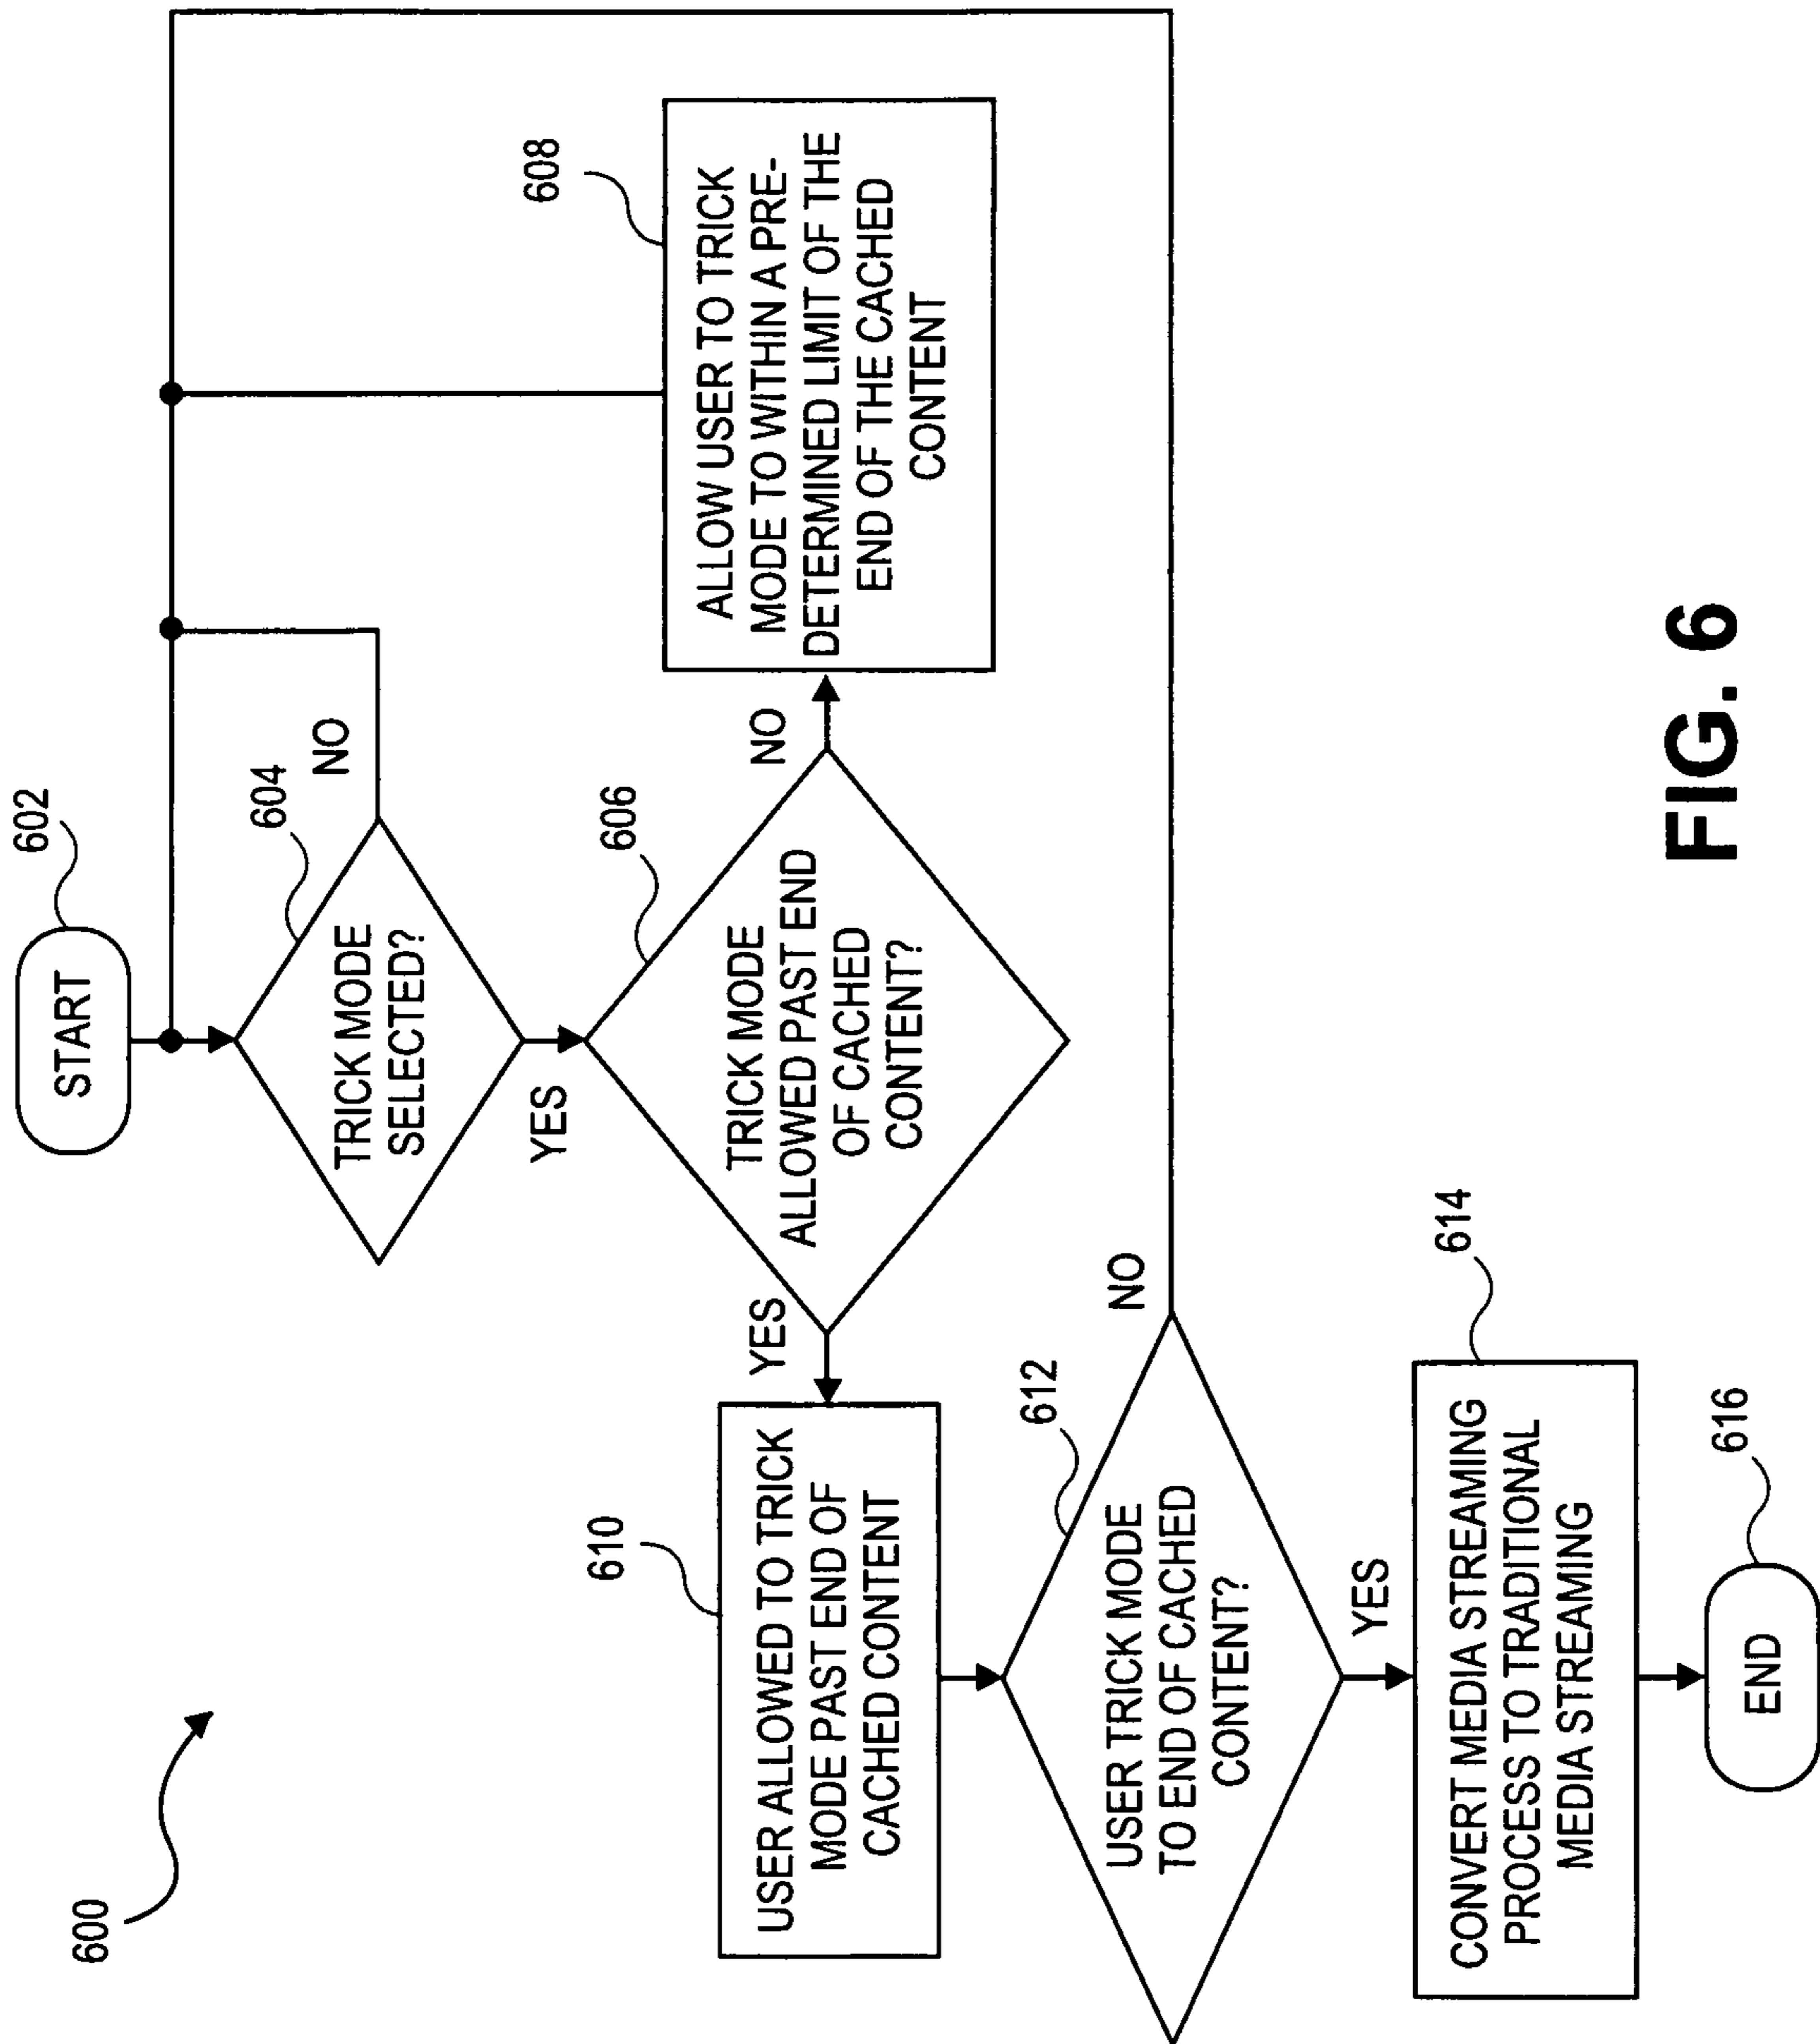 600
START
602
TRICK MODE
SELECTED?
604
NO
YES
TRICK MODE
ALLOWED PAST END
OF CACHED
CONTENT?
606
NO
ALLOW USER TO TRICK
MODE TO WITHIN A PRE-
DETERMINED LIMIT OF THE
END OF THE CACHED
CONTENT
608
YES
USER ALLOWED TO TRICK
MODE PAST END OF
CACHED CONTENT
610
USER TRICK MODE
TO END OF CACHED
CONTENT?
612
NO
YES
CONVERT MEDIA STREAMING
PROCESS TO TRADITIONAL
MEDIA STREAMING
614
END
616
FIG. 6